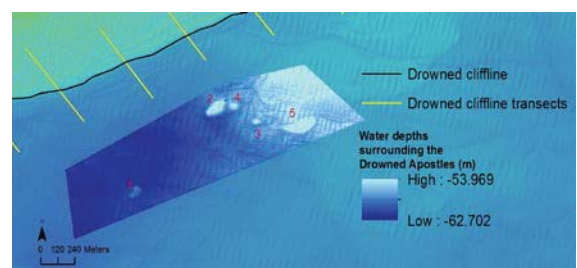 2 4
5
3
1
Drowned cliffline
Drowned cliffline transects
Water depths
surrounding the
Drowned Apostles (m)
High : -53.969
Low : -62.702
0 120 240 Meters